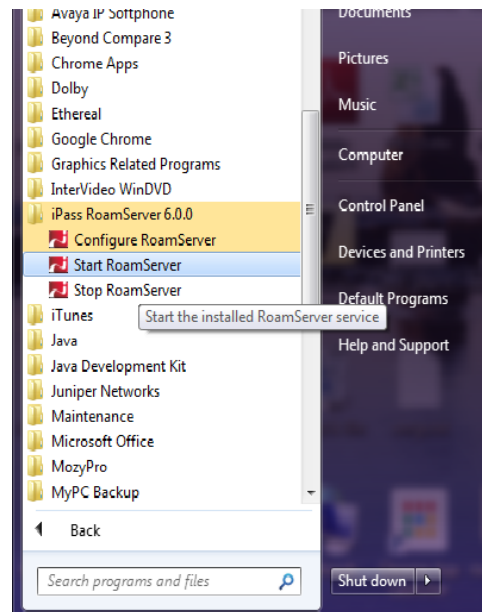 Avaya IP Softphone
Beyond Compare 3
Chrome Apps
Dolby
Ethereal
Google Chrome
Graphics Related Programs
InterVideo WinDVD
iPass RoamServer 6.0.0
Configure RoamServer
Start RoamServer
Stop RoamServer
iTunes
Start the installed RoamServer service
Java
Java Development Kit
Juniper Networks
Maintenance
Microsoft Office
MozyPro
MyPC Backup
Back
Search programs and files
Documents
Pictures
Music
Computer
Control Panel
Devices and Printers
Default Programs
Help and Support
Shut down